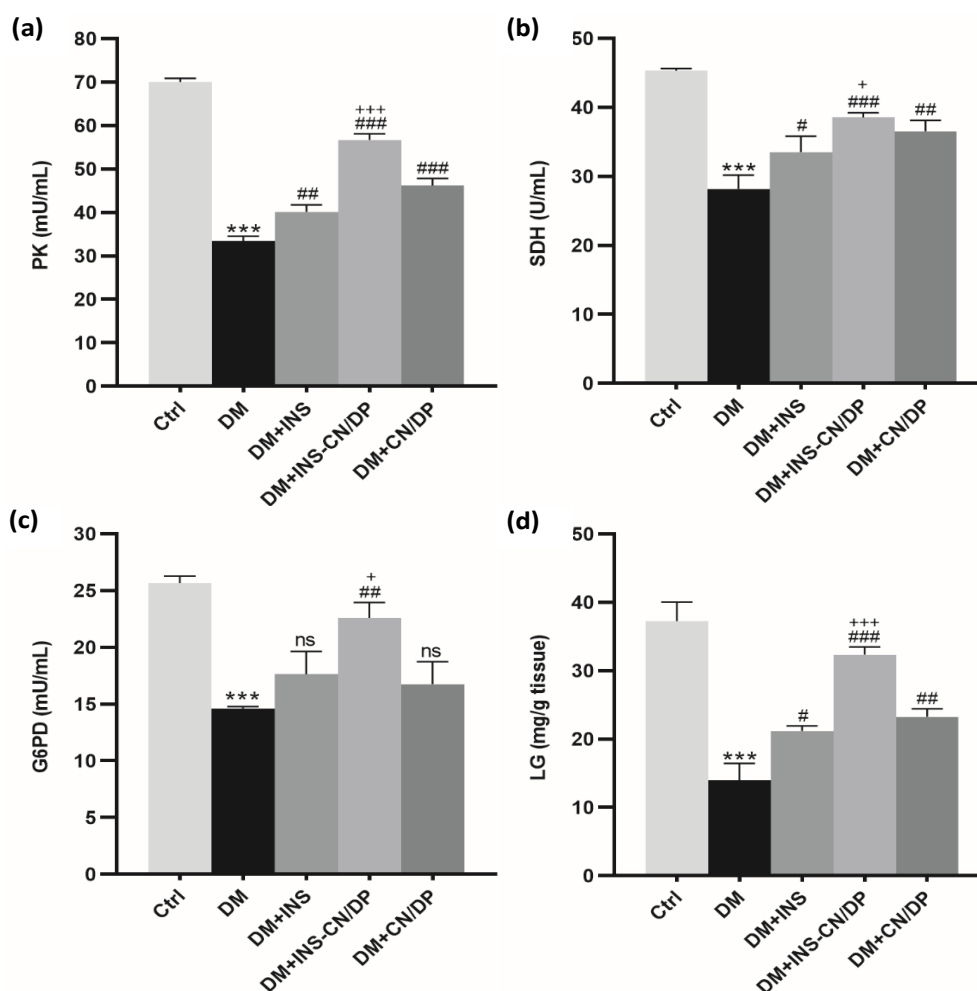 (a)
PK (mU/mL)
80
70
60
50
40
30
20
10
0
***
##
+++
###
###
Ctrl
DM
DM+INS
DM+INS-CN/DP
DM+CN/DP
(b)
SDH (U/mL)
50
40
30
20
10
0
***
#
+
###
##
Ctrl
DM
DM+INS
DM+INS-CN/DP
DM+CN/DP
(c)
G6PD (mU/mL)
30
25
20
15
10
5
0
***
ns
+
##
ns
Ctrl
DM
DM+INS
DM+INS-CN/DP
DM+CN/DP
(d)
LG (mg/g tissue)
50
40
30
20
10
0
***
#
+++
###
##
Ctrl
DM
DM+INS
DM+INS-CN/DP
DM+CN/DP